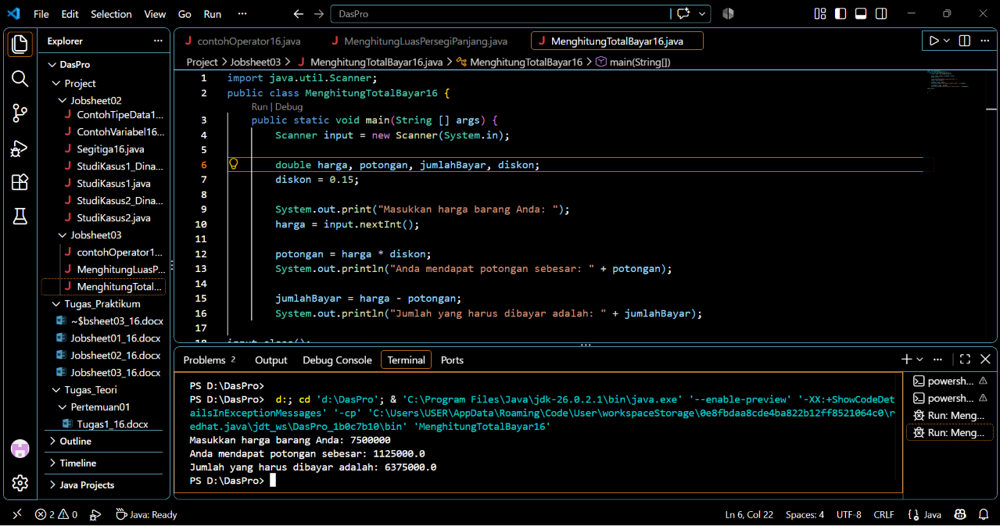 File Edit Selection View Go Run ··· DasPro
Explorer ···
DasPro
Project
Jobsheet02
ContohTipeData1...
ContohVariabel16...
Segitiga16.java
StudiKasus1_Dina...
StudiKasus1.java
StudiKasus2_Dina...
StudiKasus2.java
Jobsheet03
contohOperator1...
MenghitungLuasP...
MenghitungTotal...
Tugas_Praktikum
~$bsheet03_16.docx
Jobsheet01_16.docx
Jobsheet02_16.docx
Jobsheet03_16.docx
Tugas_Teori
Pertemuan01
Tugas1_16.docx
Outline
Timeline
Java Projects
contohOperator16.java MenghitungLuasPersegiPanjang.java MenghitungTotalBayar16.java
Project > Jobsheet03 > MenghitungTotalBayar16.java > MenghitungTotalBayar16 > main(String[])
1 import java.util.Scanner;
2 public class MenghitungTotalBayar16 {
Run | Debug
3 public static void main(String [] args) {
4 Scanner input = new Scanner(System.in);
5
6 double harga, potongan, jumlahBayar, diskon;
7 diskon = 0.15;
8
9 System.out.print("Masukkan harga barang Anda: ");
10 harga = input.nextInt();
11
12 potongan = harga * diskon;
13 System.out.println("Anda mendapat potongan sebesar: " + potongan);
14
15 jumlahBayar = harga - potongan;
16 System.out.println("Jumlah yang harus dibayar adalah: " + jumlahBayar);
17
18 input.close();
Problems 2 Output Debug Console Terminal Ports
PS D:\DasPro>
PS D:\DasPro> d:; cd 'd:\DasPro'; & 'C:\Program Files\Java\jdk-26.0.2.1\bin\java.exe' '--enable-preview' '-XX:+ShowCodeDet
ailsInExceptionMessages' '-cp' 'C:\Users\USER\AppData\Roaming\Code\User\workspaceStorage\0e8fbdaa8cde4ba822b12ff8521064c0\r
edhat.java\jdt_ws\DasPro_1b0c7b10\bin' 'MenghitungTotalBayar16'
Masukkan harga barang Anda: 7500000
Anda mendapat potongan sebesar: 1125000.0
Jumlah yang harus dibayar adalah: 6375000.0
PS D:\DasPro>
powersh...
powersh...
Run: Meng...
Run: Meng...
2 0 Java: Ready Ln 6, Col 22 Spaces: 4 UTF-8 CRLF {} Java